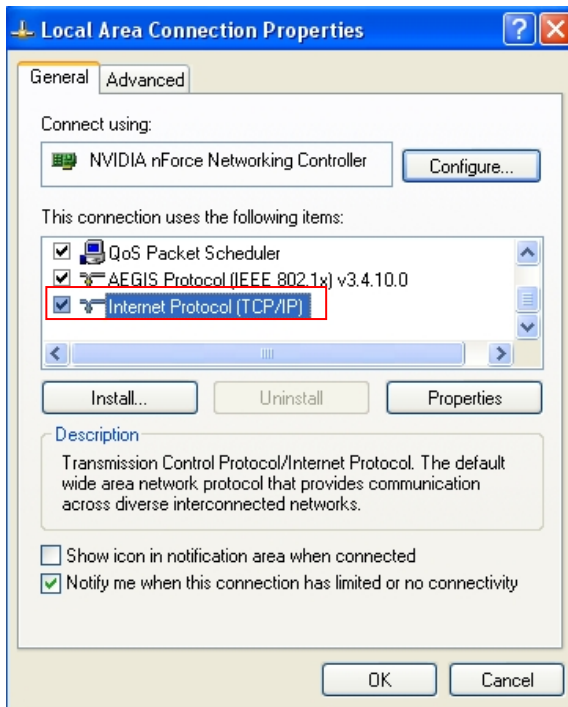 Local Area Connection Properties
General Advanced
Connect using:
NVIDIA nForce Networking Controller
Configure...
This connection uses the following items:
QoS Packet Scheduler
AEGIS Protocol (IEEE 802.1x) v3.4.10.0
Internet Protocol (TCP/IP)
Install... Uninstall Properties
Description
Transmission Control Protocol/Internet Protocol. The default
wide area network protocol that provides communication
across diverse interconnected networks.
Show icon in notification area when connected
Notify me when this connection has limited or no connectivity
OK Cancel